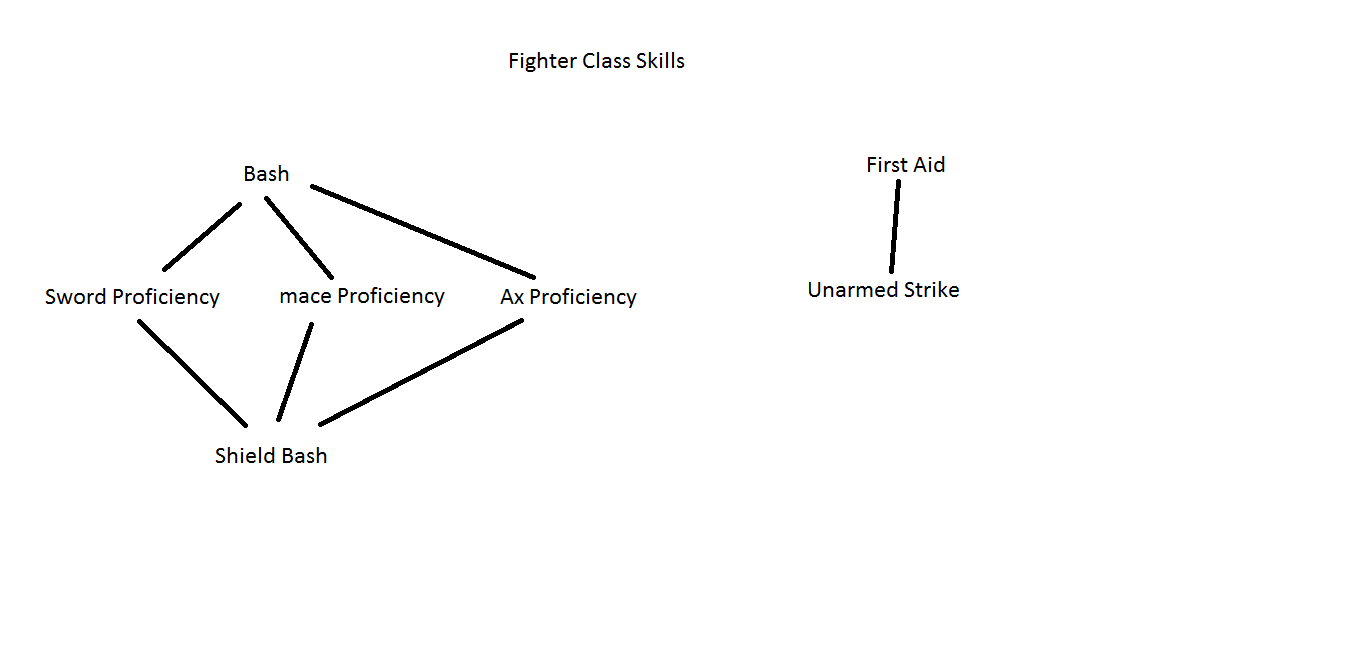 Fighter Class Skills
Bash
First Aid
Sword Proficiency
mace Proficiency
Ax Proficiency
Unarmed Strike
Shield Bash